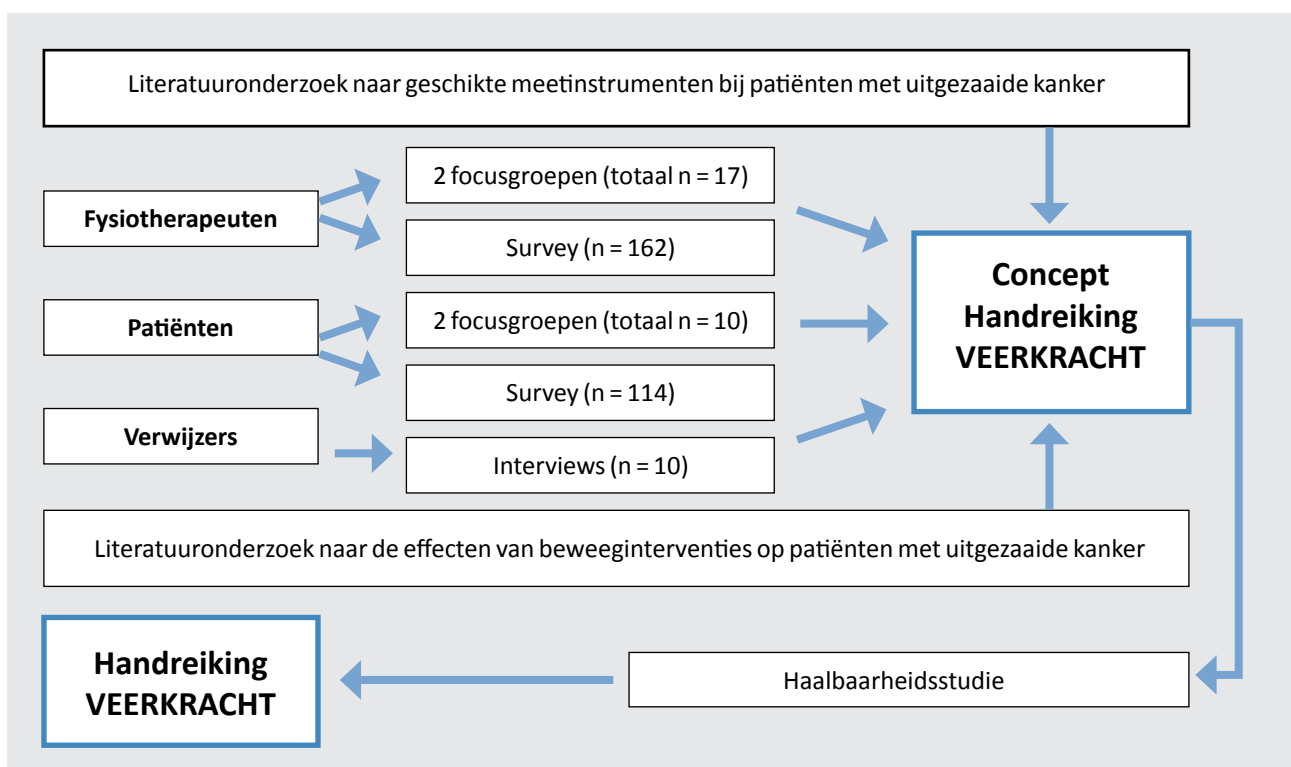 Literatuuronderzoek naar geschikte meetinstrumenten bij patiënten met uitgezaaide kanker
Fysiotherapeuten
2 focusgroepen (totaal n = 17)
Survey (n = 162)
Patiënten
2 focusgroepen (totaal n = 10)
Survey (n = 114)
Verwijzers
Interviews (n = 10)
Concept
Handreiking
VEERKRACHT
Literatuuronderzoek naar de effecten van beweeginterventies op patiënten met uitgezaaide kanker
Haalbaarheidsstudie
Handreiking
VEERKRACHT